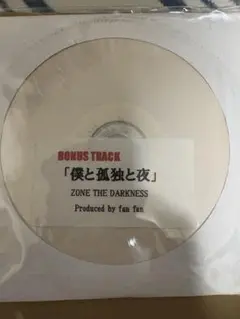 BONUS TRACK
「僕と孤独と夜」
ZONE THE DARKNESS
Produced by fan fan